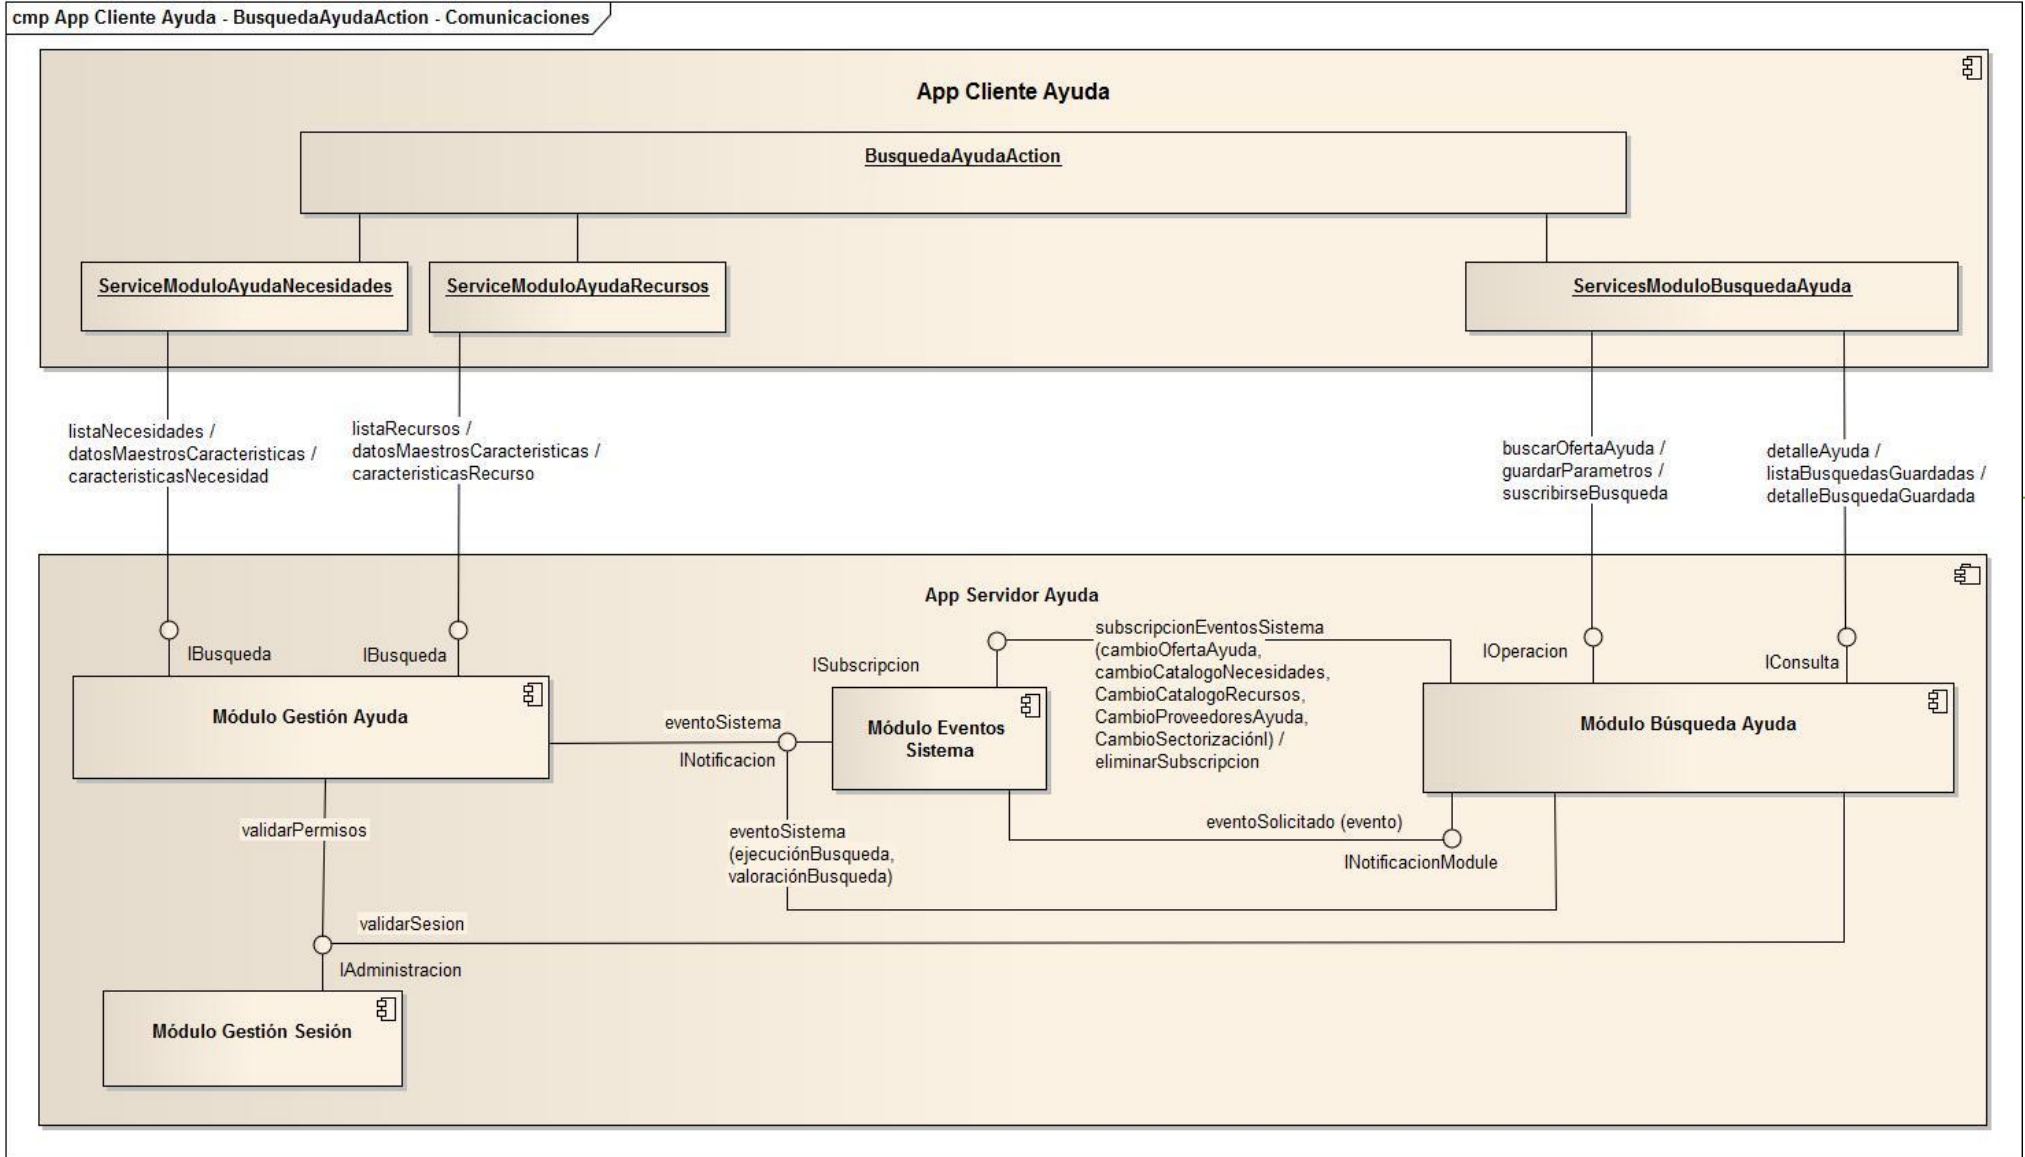 cmp App Cliente Ayuda - BusquedaAyudaAction - Comunicaciones
App Cliente Ayuda
BusquedaAyudaAction
ServiceModuloAyudaNecesidades
ServiceModuloAyudaRecursos
ServicesModuloBusquedaAyuda
listaNecesidades /
datosMaestrosCaracteristicas /
caracteristicasNecesidad
listaRecursos /
datosMaestrosCaracteristicas /
caracteristicasRecurso
buscarOfertaAyuda /
guardarParametros /
suscribirseBusqueda
detalleAyuda /
listaBusquedasGuardadas /
detalleBusquedaGuardada
App Servidor Ayuda
IBusqueda
IBusqueda
ISubscripcion
subscripcionEventosSistema
(cambioOfertaAyuda,
cambioCatalogoNecesidades,
CambioCatalogoRecursos,
CambioProveedoresAyuda,
CambioSectorizaciónl) /
eliminarSubscripcion
IOperacion
IConsulta
Módulo Gestión Ayuda
eventoSistema
INotificacion
Módulo Eventos
Sistema
Módulo Búsqueda Ayuda
validarPermisos
eventoSistema
(ejecuciónBusqueda,
valoraciónBusqueda)
eventoSolicitado (evento)
INotificacionModule
validarSesion
IAdministracion
Módulo Gestión Sesión